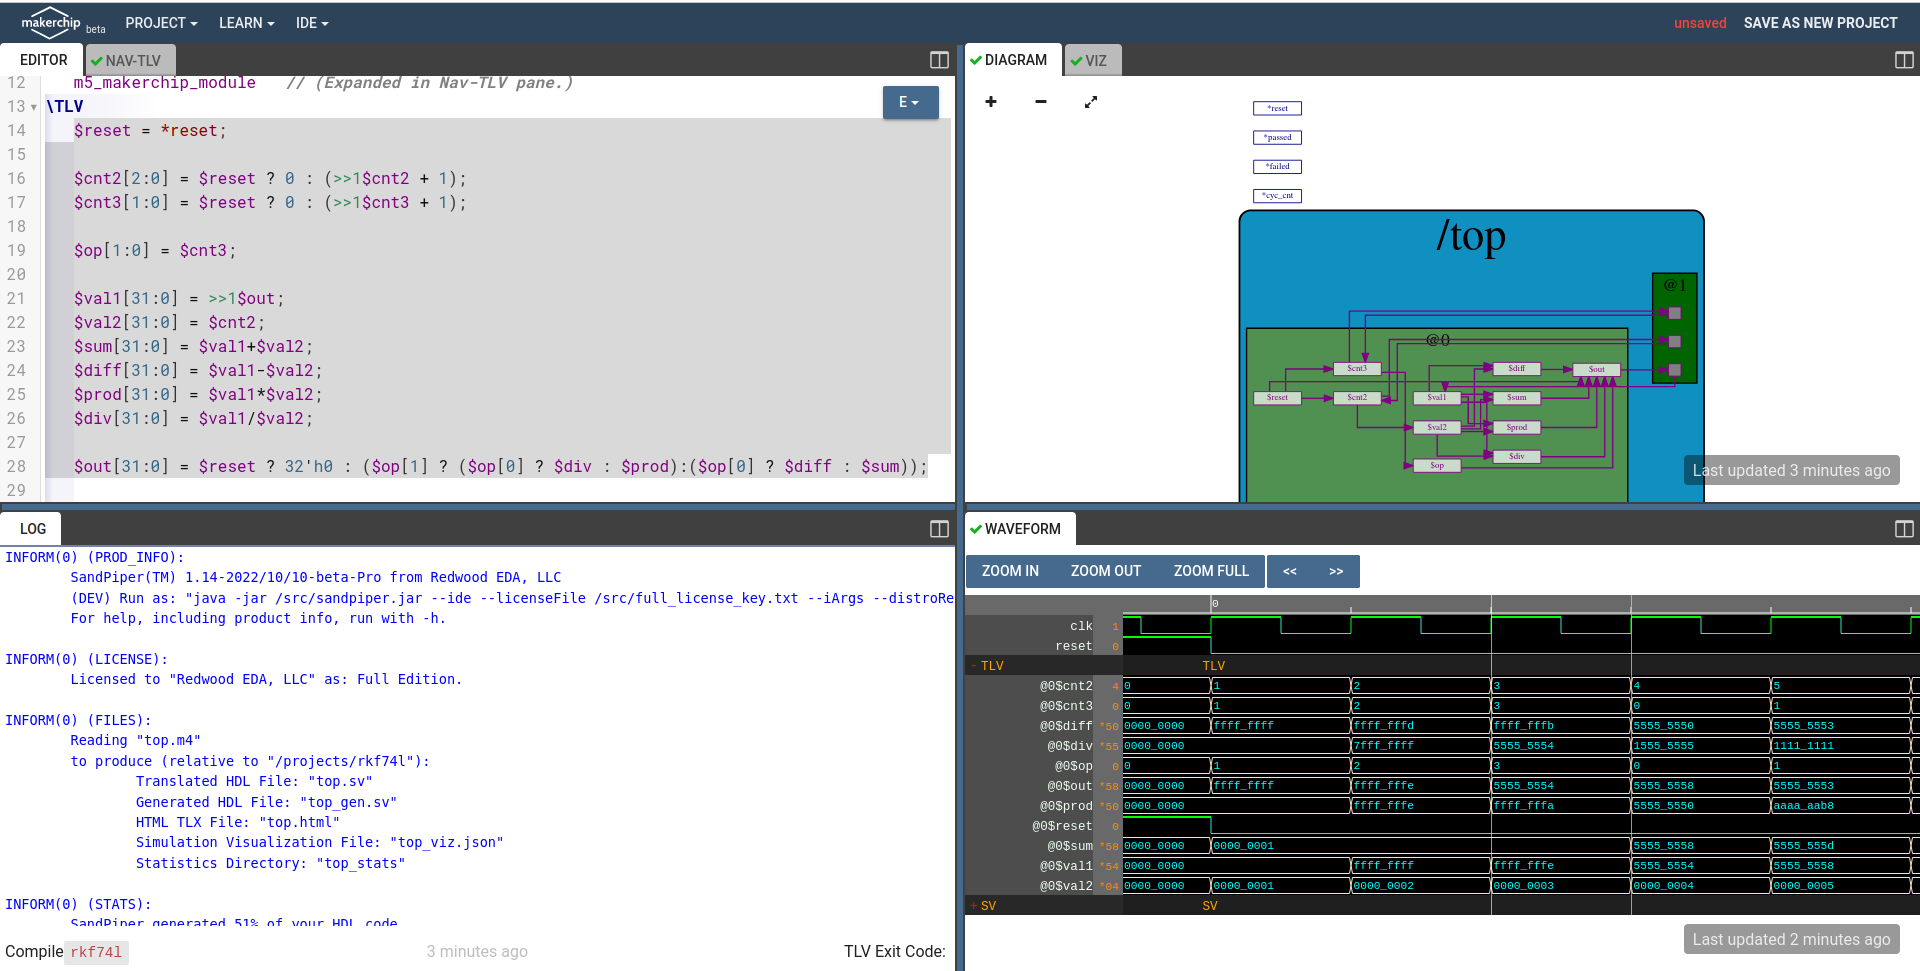 makerchip beta PROJECT LEARN IDE unsaved SAVE AS NEW PROJECT
EDITOR NAV-TLV
12 m5_makerchip_module // (Expanded in Nav-TLV pane.)
13 \TLV
E
14 $reset = *reset;
15
16 $cnt2[2:0] = $reset ? 0 : (>>1$cnt2 + 1);
17 $cnt3[1:0] = $reset ? 0 : (>>1$cnt3 + 1);
18
19 $op[1:0] = $cnt3;
20
21 $val1[31:0] = >>1$out;
22 $val2[31:0] = $cnt2;
23 $sum[31:0] = $val1+$val2;
24 $diff[31:0] = $val1-$val2;
25 $prod[31:0] = $val1*$val2;
26 $div[31:0] = $val1/$val2;
27
28 $out[31:0] = $reset ? 32'h0 : ($op[1] ? ($op[0] ? $div : $prod):($op[0] ? $diff : $sum));
29
DIAGRAM VIZ
+ −
*reset
*passed
*failed
*cyc_cnt
/top
@1
@0
$cnt3 $diff $out
$reset $cnt2 $val1 $sum
$val2 $prod
$div
$op
Last updated 3 minutes ago
LOG
INFORM(0) (PROD_INFO):
SandPiper(TM) 1.14-2022/10/10-beta-Pro from Redwood EDA, LLC
(DEV) Run as: "java -jar /src/sandpiper.jar --ide --licenseFile /src/full_license_key.txt --iArgs --distroRe
For help, including product info, run with -h.
INFORM(0) (LICENSE):
Licensed to "Redwood EDA, LLC" as: Full Edition.
INFORM(0) (FILES):
Reading "top.m4"
to produce (relative to "/projects/rkf74l"):
Translated HDL File: "top.sv"
Generated HDL File: "top_gen.sv"
HTML TLX File: "top.html"
Simulation Visualization File: "top_viz.json"
Statistics Directory: "top_stats"
INFORM(0) (STATS):
SandPiper generated 51% of your HDL code
Compile rkf74l 3 minutes ago TLV Exit Code:
WAVEFORM
ZOOM IN ZOOM OUT ZOOM FULL << >>
0
clk 1
reset 0
- TLV TLV
@0$cnt2 4 0 1 2 3 4 5
@0$cnt3 0 0 1 2 3 0 1
@0$diff *50 0000_0000 ffff_ffff ffff_fffd ffff_fffb 5555_5550 5555_5553
@0$div *55 0000_0000 7fff_ffff 5555_5554 1555_5555 1111_1111
@0$op 0 0 1 2 3 0 1
@0$out *58 0000_0000 ffff_ffff ffff_fffe 5555_5554 5555_5558 5555_5553
@0$prod *50 0000_0000 ffff_fffe ffff_fffa 5555_5550 aaaa_aab8
@0$reset 0
@0$sum *58 0000_0000 0000_0001 5555_5558 5555_555d
@0$val1 *54 0000_0000 ffff_ffff ffff_fffe 5555_5554 5555_5558
@0$val2 *04 0000_0000 0000_0001 0000_0002 0000_0003 0000_0004 0000_0005
+ SV SV
Last updated 2 minutes ago